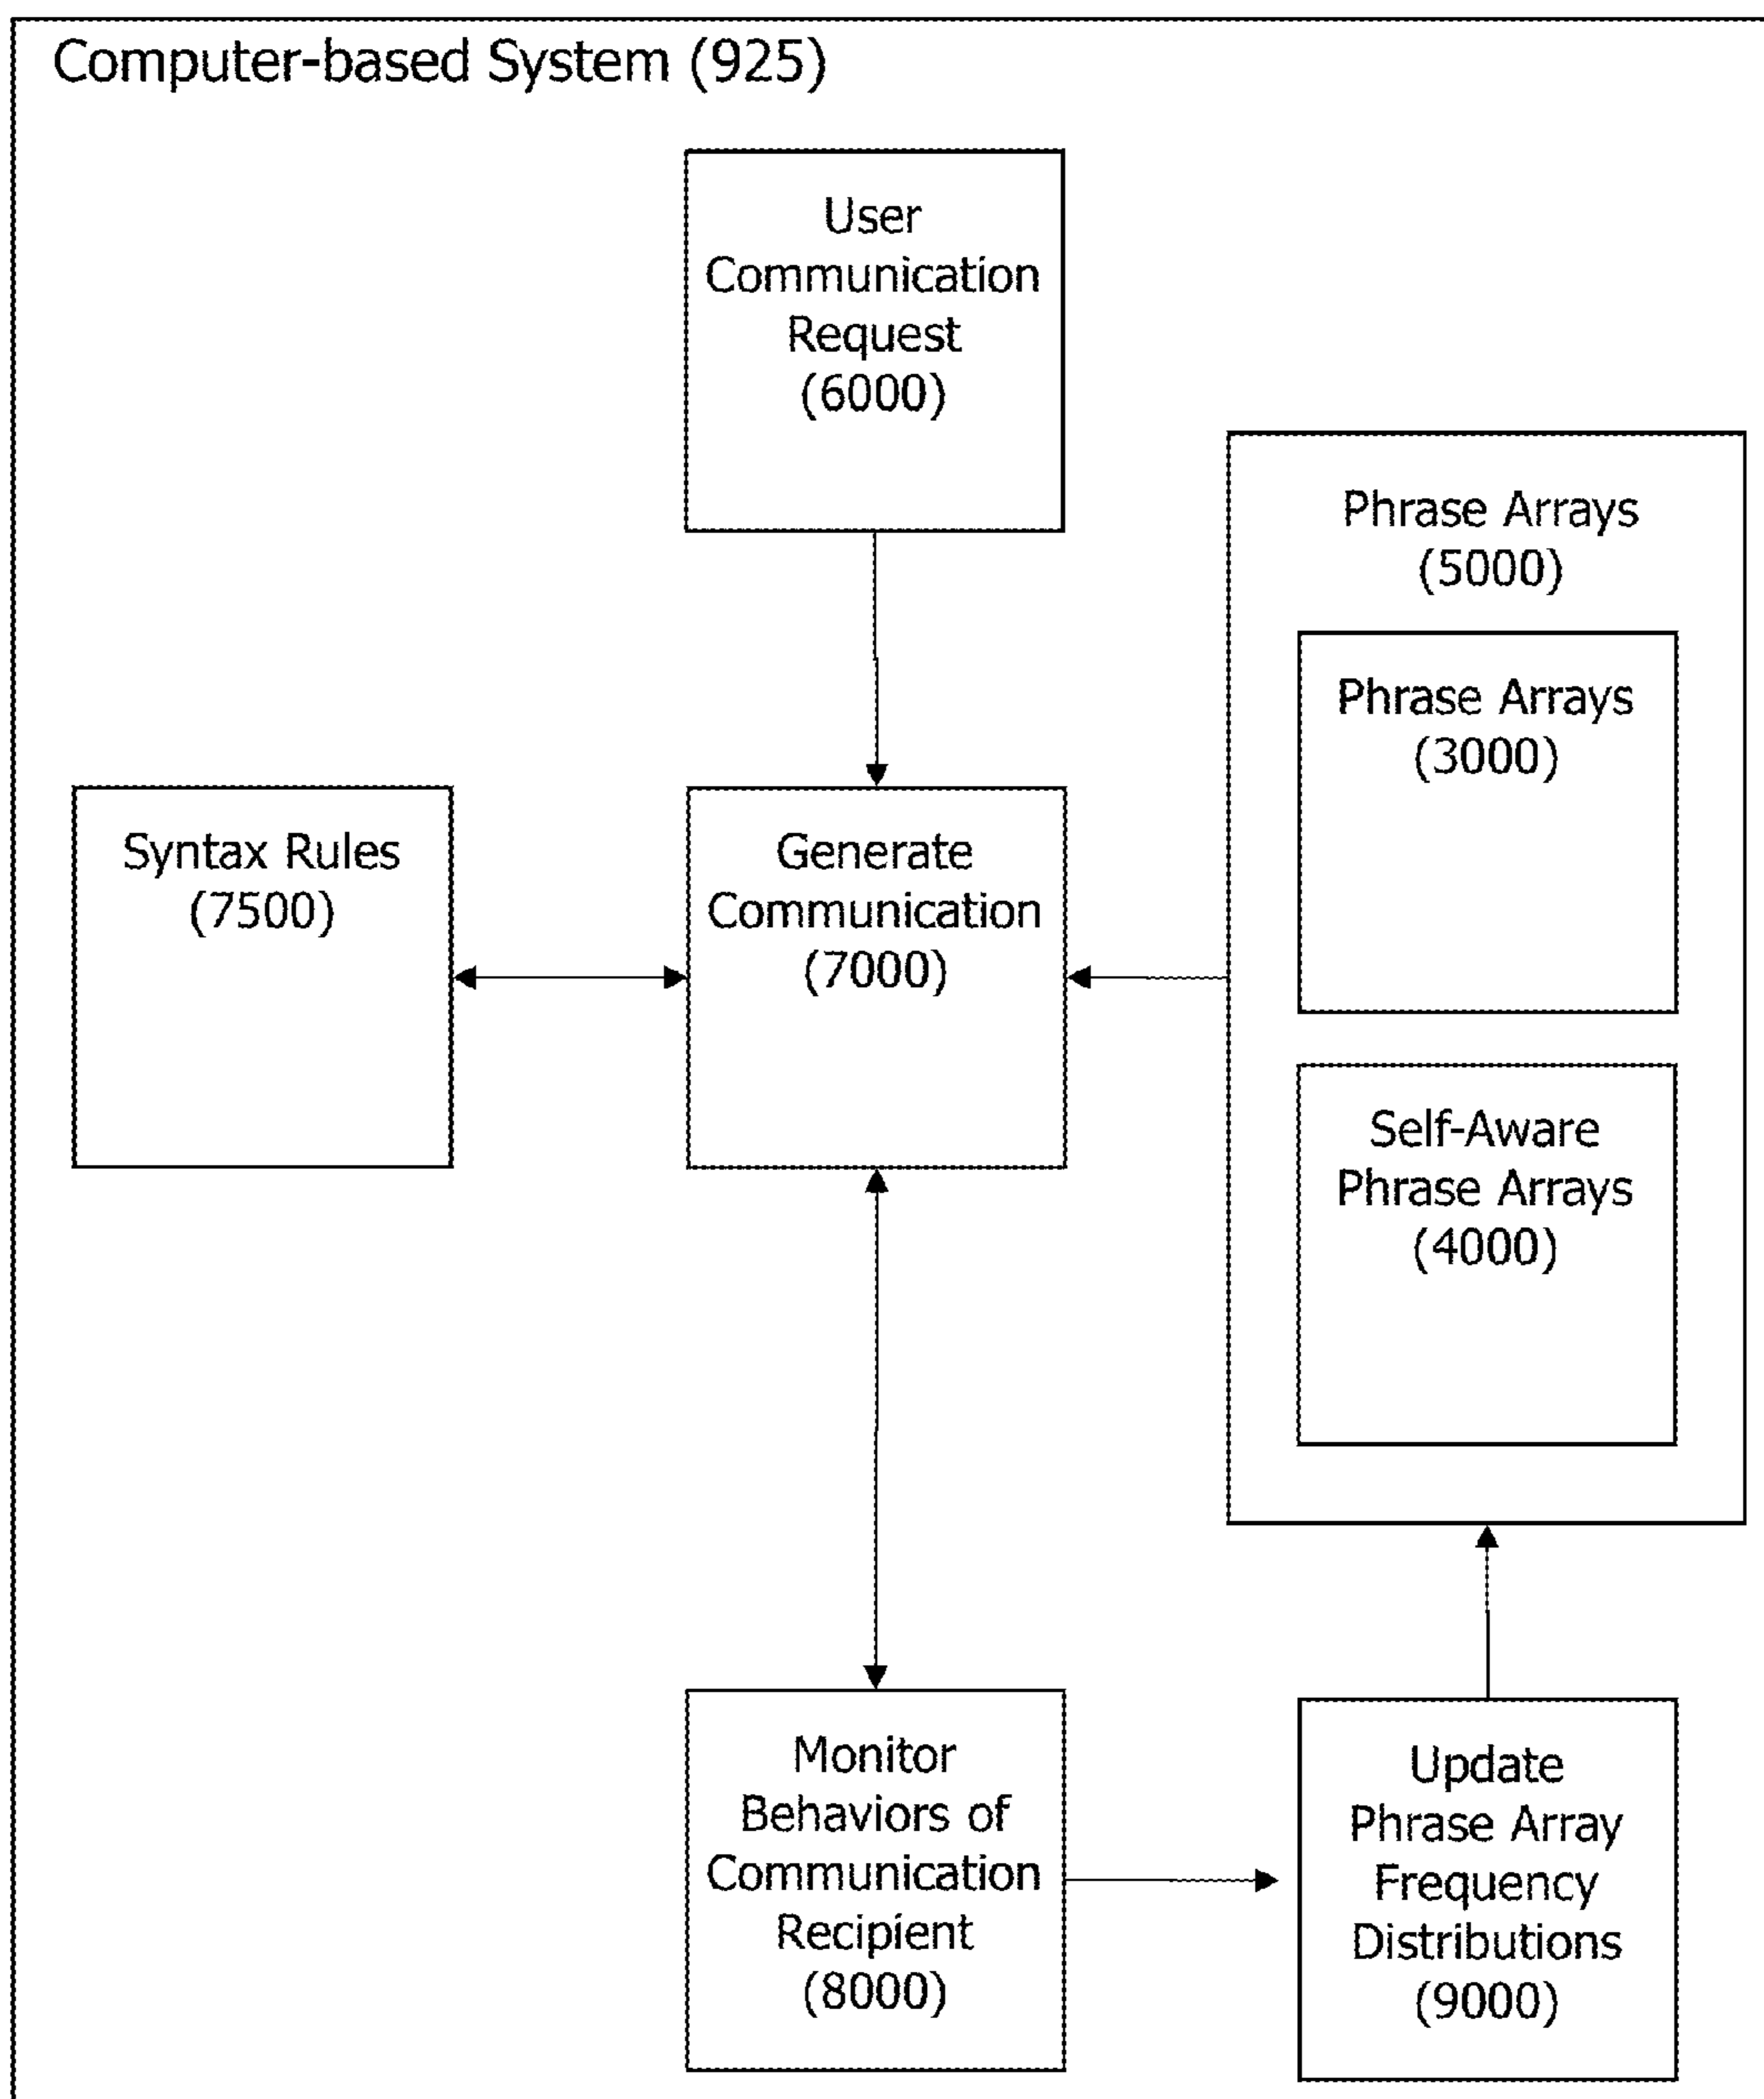 Computer-based System (925)
User
Communication
Request
(6000)
Phrase Arrays
(5000)
Phrase Arrays
(3000)
Syntax Rules
(7500)
Generate
Communication
(7000)
Self-Aware
Phrase Arrays
(4000)
Monitor
Behaviors of
Communication
Recipient
(8000)
Update
Phrase Array
Frequency
Distributions
(9000)